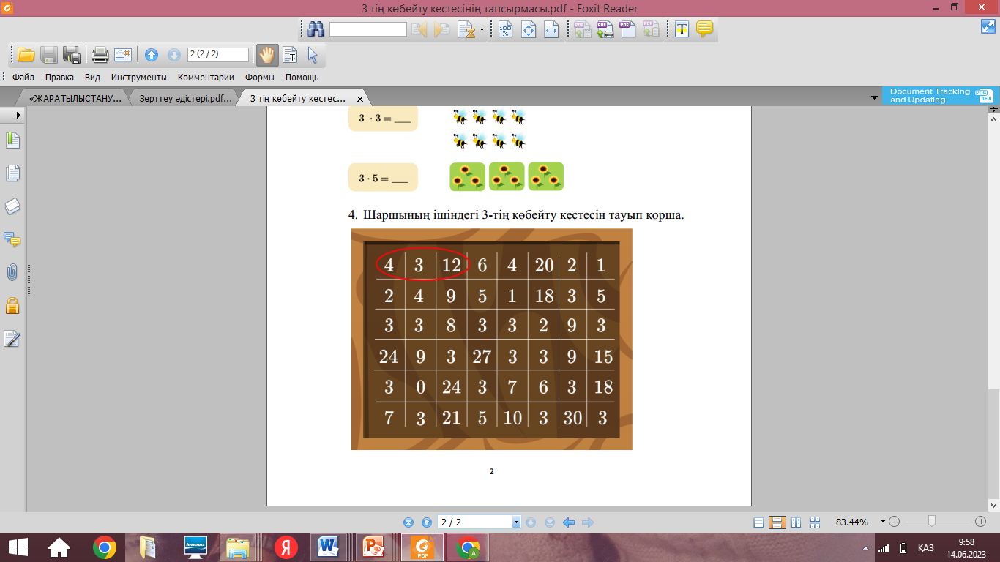 3 тің көбейту кестесінің тапсырмасы.pdf - Foxit Reader
100 %
2 (2 / 2)
Файл Правка Вид Инструменты Комментарии Формы Помощь
«ЖАРАТЫЛЫСТАНУ... Зерттеу әдістері.pdf... 3 тің көбейту кестес...
Document Tracking
and Updating
PDF
new
3 · 3 = ___
3 · 5 = ___
4. Шаршының ішіндегі 3-тің көбейту кестесін тауып қорша.
4 3 12 6 4 20 2 1
2 4 9 5 1 18 3 5
3 3 8 3 3 2 9 3
24 9 3 27 3 3 9 15
3 0 24 3 7 6 3 18
7 3 21 5 10 3 30 3
2
2 / 2
83.44%
lenovo
Я
W
P
PDF
A
ҚАЗ
9:58
14.06.2023